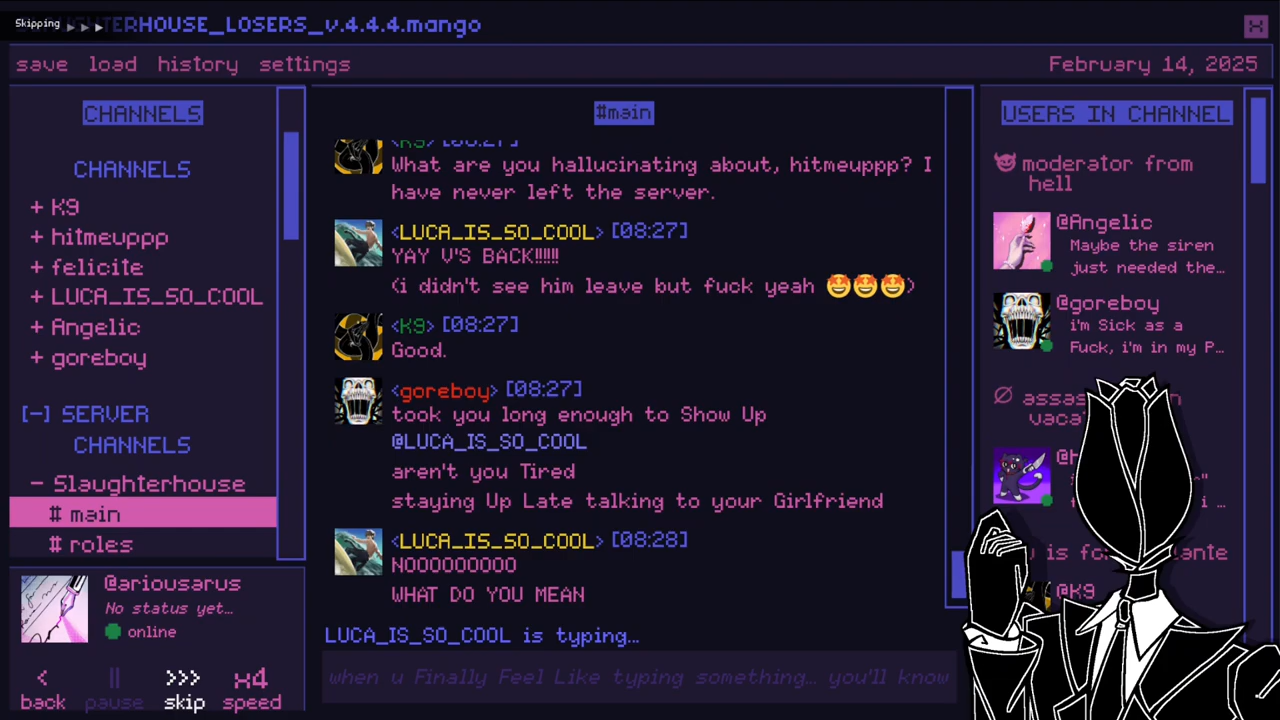 Skipping
TERHOUSE_LOSERS_v.4.4.4.mango
x
save load history settings
February 14, 2025
CHANNELS
CHANNELS
+ K9
+ hitmeuppp
+ felicite
+ LUCA_IS_SO_COOL
+ Angelic
+ goreboy
[-] SERVER
CHANNELS
- Slaughterhouse
# main
# roles
@ariousarus
No status yet...
online
< back
|| pause
>>> skip
x4 speed
#main
<K9> [08:27]
What are you hallucinating about, hitmeuppp? I
have never left the server.
<LUCA_IS_SO_COOL> [08:27]
YAY V'S BACK!!!!!
(i didn't see him leave but fuck yeah 🤩🤩🤩)
<K9> [08:27]
Good.
<goreboy> [08:27]
took you long enough to Show Up
@LUCA_IS_SO_COOL
aren't you Tired
staying Up Late talking to your Girlfriend
<LUCA_IS_SO_COOL> [08:28]
NOOOOOOOOO
WHAT DO YOU MEAN
LUCA_IS_SO_COOL is typing...
when u Finally Feel Like typing something... you'll know
USERS IN CHANNEL
moderator from
hell
@Angelic
Maybe the siren
just needed the...
@goreboy
i'm Sick as a
Fuck, i'm in my P...
@K9